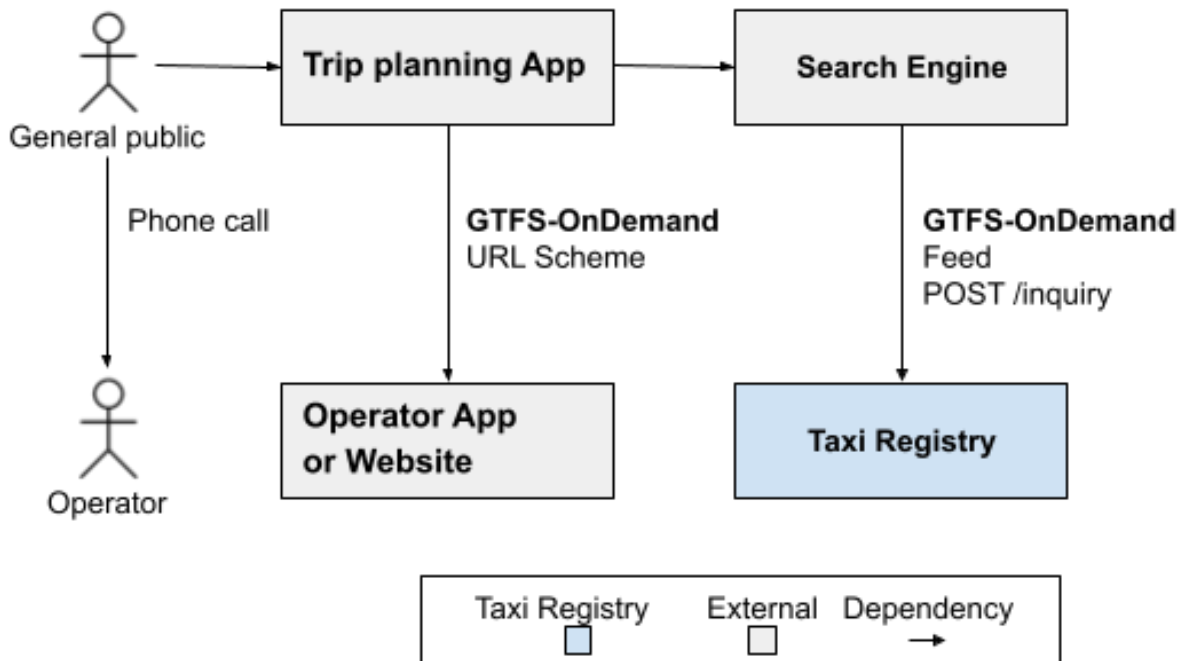 Trip planning App
Search Engine
General public
Phone call
GTFS-OnDemand
URL Scheme
GTFS-OnDemand
Feed
POST /inquiry
Operator App
or Website
Taxi Registry
Operator
Taxi Registry
External
Dependency